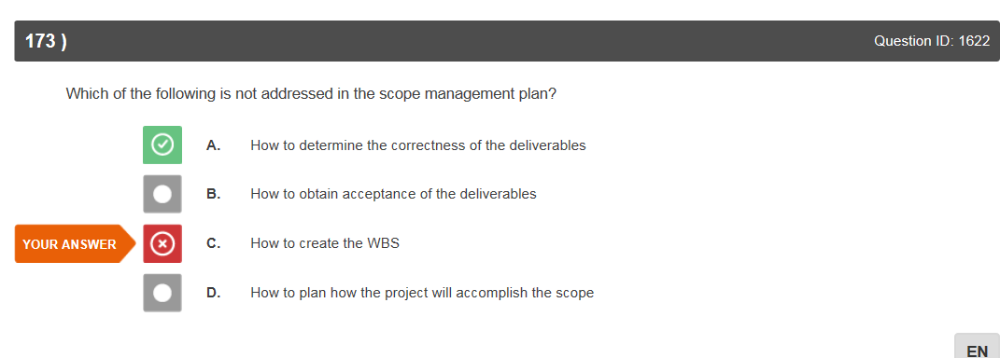 173 ) Question ID: 1622
Which of the following is not addressed in the scope management plan?
A. How to determine the correctness of the deliverables
B. How to obtain acceptance of the deliverables
YOUR ANSWER C. How to create the WBS
D. How to plan how the project will accomplish the scope
EN